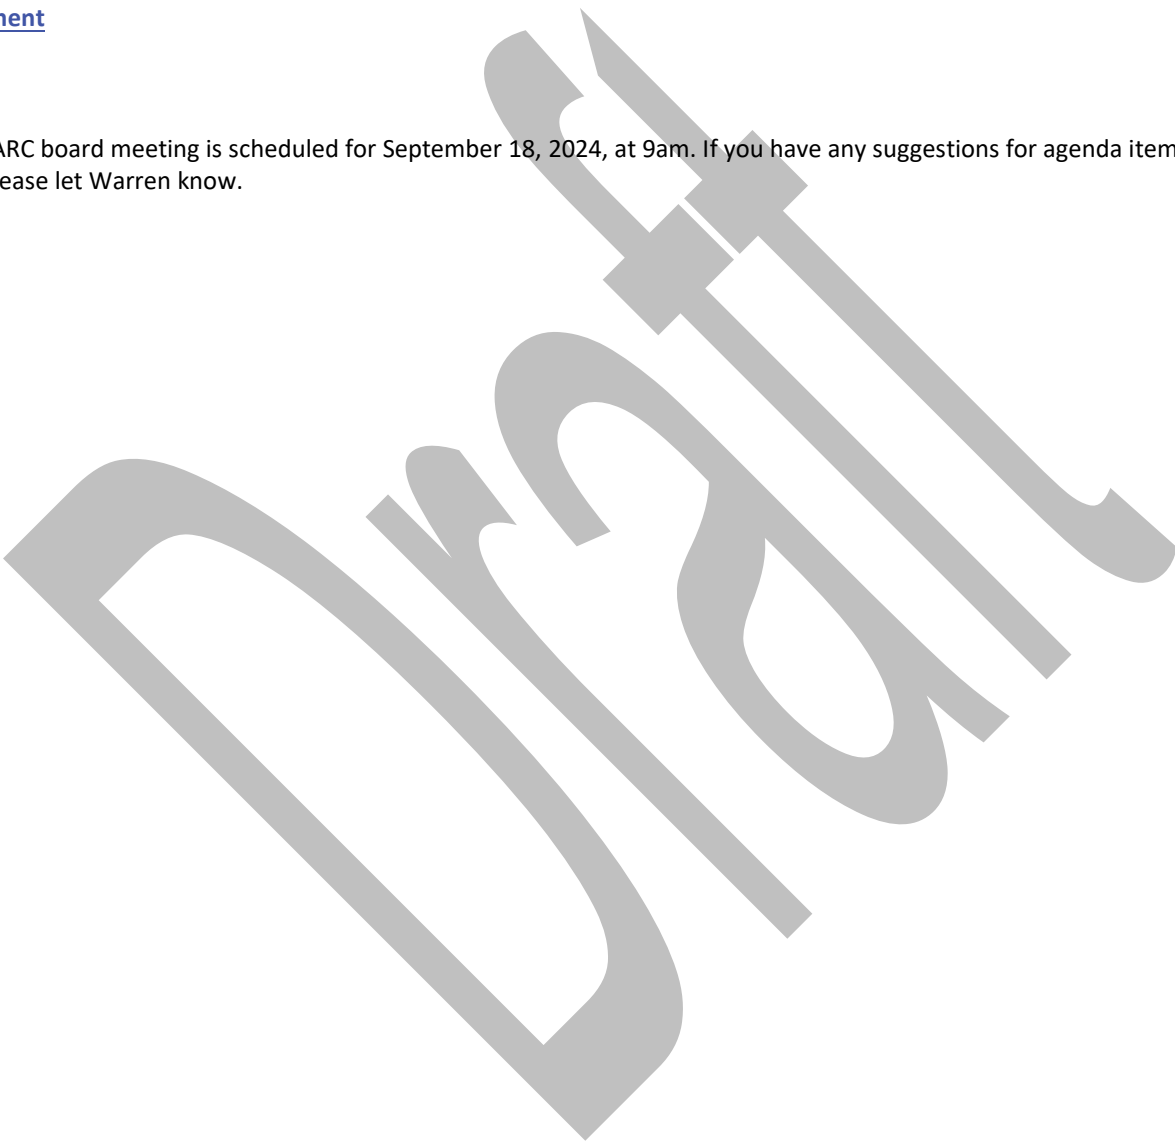 ment
ARC board meeting is scheduled for September 18, 2024, at 9am. If you have any suggestions for agenda item
ease let Warren know.
Draft